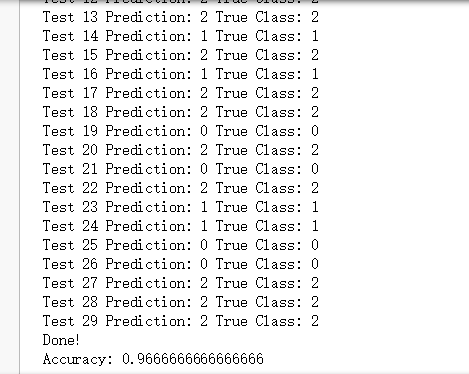 Test 12 Prediction: 2 True Class: 2
Test 13 Prediction: 2 True Class: 2
Test 14 Prediction: 1 True Class: 1
Test 15 Prediction: 2 True Class: 2
Test 16 Prediction: 1 True Class: 1
Test 17 Prediction: 2 True Class: 2
Test 18 Prediction: 2 True Class: 2
Test 19 Prediction: 0 True Class: 0
Test 20 Prediction: 2 True Class: 2
Test 21 Prediction: 0 True Class: 0
Test 22 Prediction: 2 True Class: 2
Test 23 Prediction: 1 True Class: 1
Test 24 Prediction: 1 True Class: 1
Test 25 Prediction: 0 True Class: 0
Test 26 Prediction: 0 True Class: 0
Test 27 Prediction: 2 True Class: 2
Test 28 Prediction: 2 True Class: 2
Test 29 Prediction: 2 True Class: 2
Done!
Accuracy: 0.9666666666666666